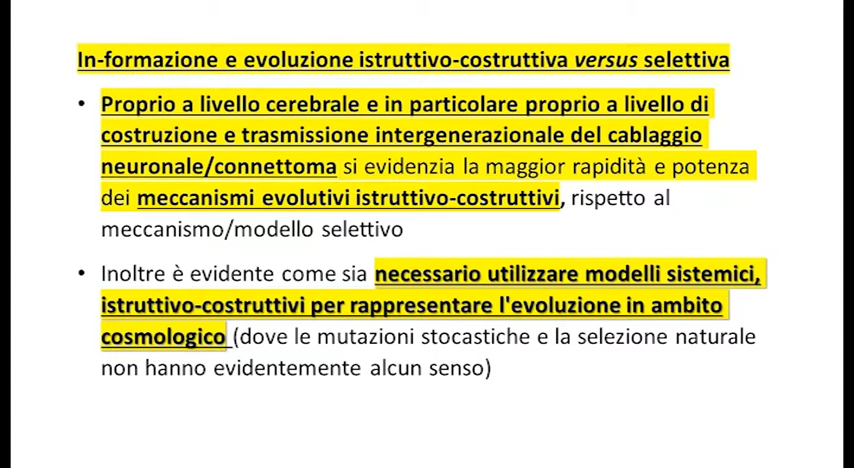 In-formazione e evoluzione istruttivo-costruttiva versus selettiva
• Proprio a livello cerebrale e in particolare proprio a livello di
costruzione e trasmissione intergenerazionale del cablaggio
neuronale/connettoma si evidenzia la maggior rapidità e potenza
dei meccanismi evolutivi istruttivo-costruttivi, rispetto al
meccanismo/modello selettivo
• Inoltre è evidente come sia necessario utilizzare modelli sistemici,
istruttivo-costruttivi per rappresentare l'evoluzione in ambito
cosmologico (dove le mutazioni stocastiche e la selezione naturale
non hanno evidentemente alcun senso)